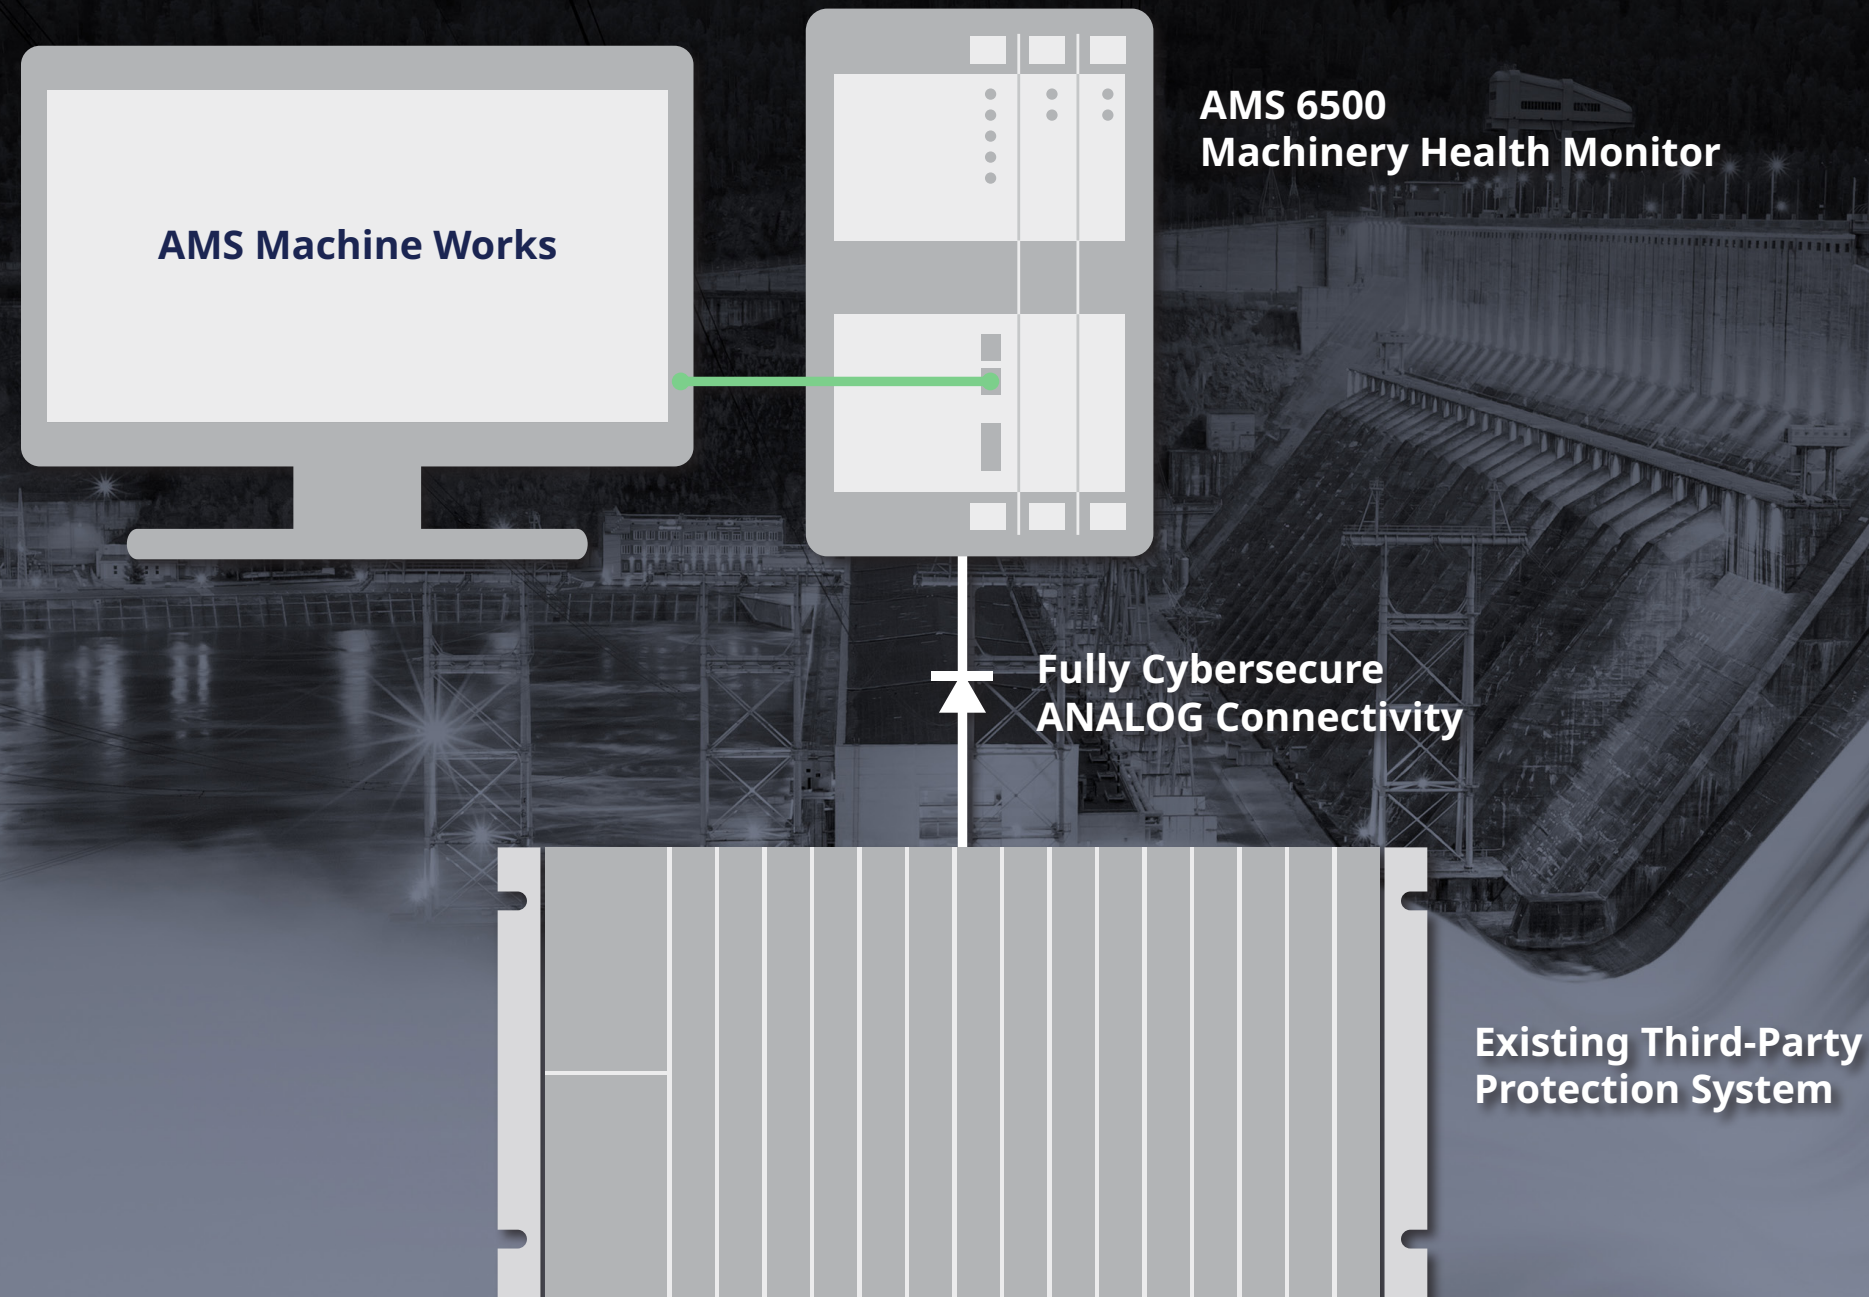 AMS 6500
Machinery Health Monitor
AMS Machine Works
Fully Cybersecure
ANALOG Connectivity
Existing Third-Party
Protection System